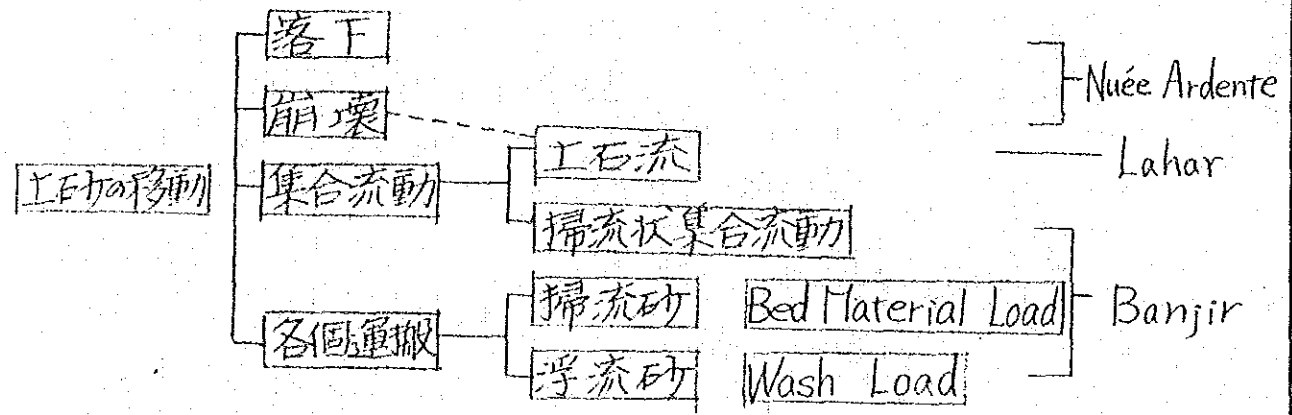 落下
崩壊
土砂の移動
集合流動
土石流
掃流状集合流動
各個運搬
掃流砂
Bed Material Load
浮流砂
Wash Load
Nuée Ardente
Lahar
Banjir